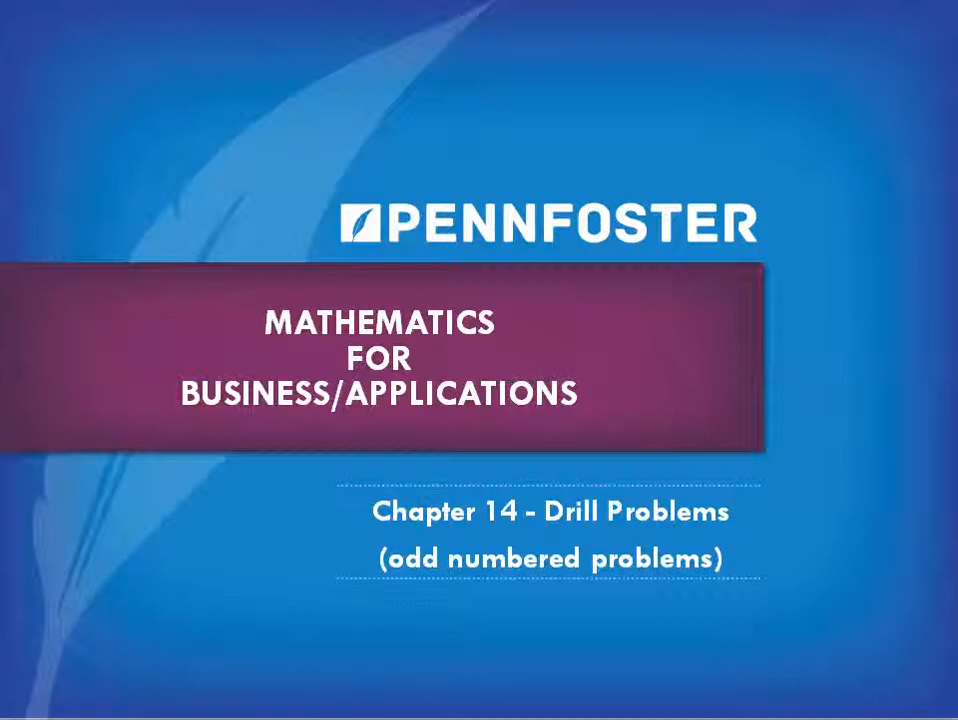 PENNFOSTER
MATHEMATICS
FOR
BUSINESS/APPLICATIONS
Chapter 14 - Drill Problems
(odd numbered problems)